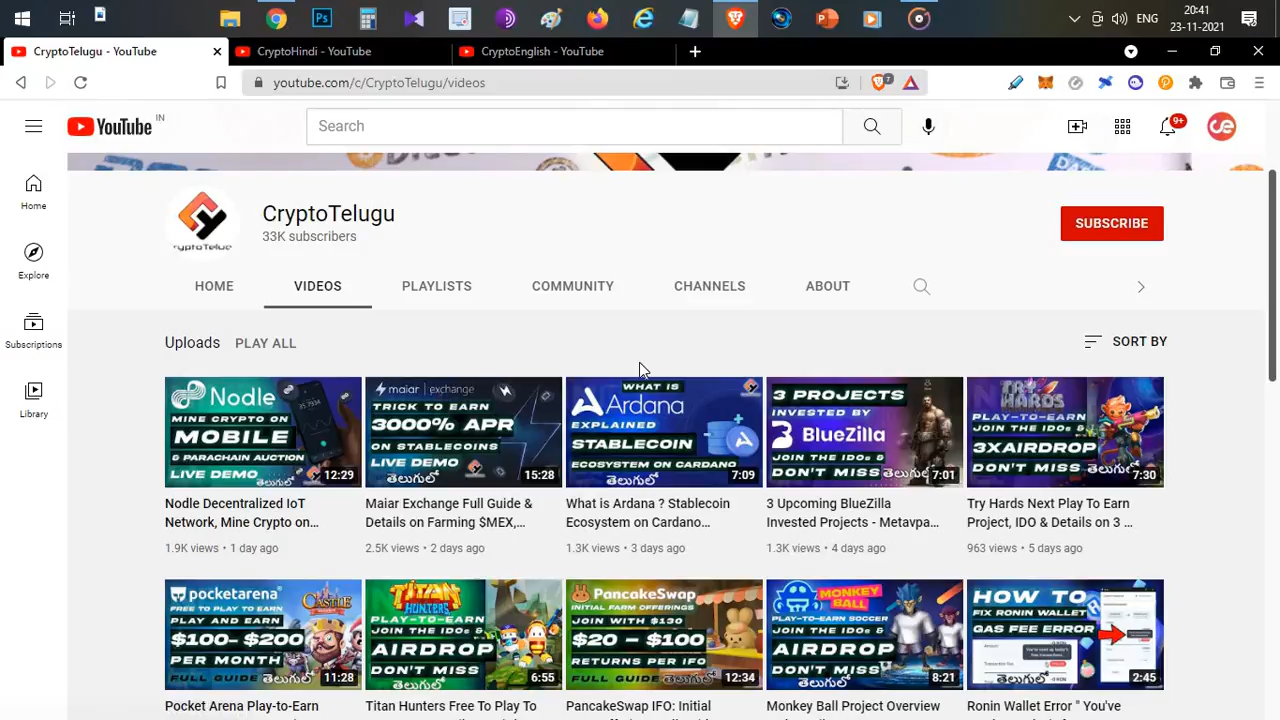 20:41
ENG
23-11-2021
CryptoTelugu - YouTube
CryptoHindi - YouTube
CryptoEnglish - YouTube
youtube.com/c/CryptoTelugu/videos
7
YouTube IN
Search
9+
Home
Explore
Subscriptions
Library
CryptoTelugu
33K subscribers
SUBSCRIBE
HOME
VIDEOS
PLAYLISTS
COMMUNITY
CHANNELS
ABOUT
Uploads
PLAY ALL
SORT BY
Nodle
MINE CRYPTO ON
MOBILE
& PARACHAIN AUCTION
LIVE DEMO తెలుగులో
12:29
Nodle Decentralized IoT
Network, Mine Crypto on...
1.9K views • 1 day ago
maiar exchange
TRICK TO EARN
3000% APR
ON STABLECOINS
LIVE DEMO
తెలుగులో
15:28
Maiar Exchange Full Guide &
Details on Farming $MEX,...
2.5K views • 2 days ago
WHAT IS
Ardana
EXPLAINED
STABLECOIN
ECOSYSTEM ON CARDANO
తెలుగులో
7:09
What is Ardana ? Stablecoin
Ecosystem on Cardano...
1.3K views • 3 days ago
3 PROJECTS
INVESTED BY
BlueZilla
JOIN THE IDOs &
DON'T MISS తెలుగులో
7:01
3 Upcoming BlueZilla
Invested Projects - Metavpa...
1.3K views • 4 days ago
TRY HARDS
PLAY-TO-EARN
JOIN THE IDOs &
3XAIRDROP
DON'T MISS తెలుగులో
7:30
Try Hards Next Play To Earn
Project, IDO & Details on 3 ...
963 views • 5 days ago
pocketarena
FREE TO PLAY TO EARN
CASTLE
PLAY AND EARN
$100- $200
PER MONTH
FULL GUIDE తెలుగులో
11:28
Pocket Arena Play-to-Earn
TITAN HUNTERS
PLAY-TO-EARN
JOIN THE IDOs &
AIRDROP
DON'T MISS
తెలుగులో
6:55
Titan Hunters Free To Play To
PancakeSwap
INITIAL FARM OFFERINGS
JOIN WITH $130
$20 – $100
RETURNS PER IFO
FULL GUIDE తెలుగులో
12:34
PancakeSwap IFO: Initial
MONKEY BALL
PLAY-TO-EARN SOCCER
JOIN THE IDOs &
AIRDROP
DON'T MISS
తెలుగులో
8:21
Monkey Ball Project Overview
HOW TO
FIX RONIN WALLET
GAS FEE ERROR
తెలుగులో
2:45
Ronin Wallet Error " You've